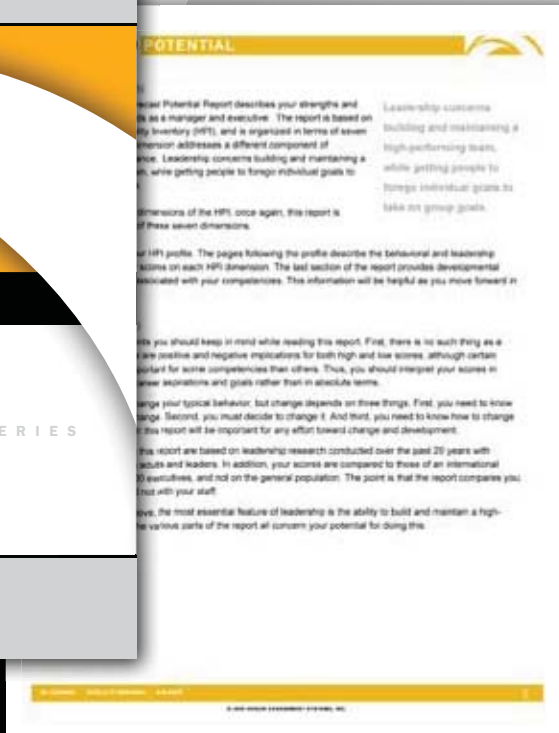 POTENTIAL
ecast Potential Report describes your strengths and
ds as a manager and executive. The report is based on
ity Inventory (HPI), and is organized in terms of seven
imension addresses a different component of
nce. Leadership concerns building and maintaining a
m, while getting people to forego individual goals to
dimensions of the HPI; once again, this report is
of these seven dimensions.
Leadership concerns
building and maintaining a
high-performing team,
while getting people to
forego individual goals to
take on group goals.
ur HPI profile. The pages following the profile describe the behavioral and leadership
scores on each HPI dimension. The last section of the report provides developmental
associated with your competencies. This information will be helpful as you move forward in
nts you should keep in mind while reading this report. First, there is no such thing as a
are positive and negative implications for both high and low scores, although certain
portant for some competencies than others. Thus, you should interpret your scores in
areer aspirations and goals rather than in absolute terms.
ange your typical behavior, but change depends on three things. First, you need to know
ange. Second, you must decide to change it. And third, you need to know how to change
this report will be important for any effort toward change and development.
ERIES
this report are based on leadership research conducted over the past 20 years with
adults and leaders. In addition, your scores are compared to those of an international
0 executives, and not on the general population. The point is that the report compares you
not with your staff.
ove, the most essential feature of leadership is the ability to build and maintain a high-
he various parts of the report all concern your potential for doing this.